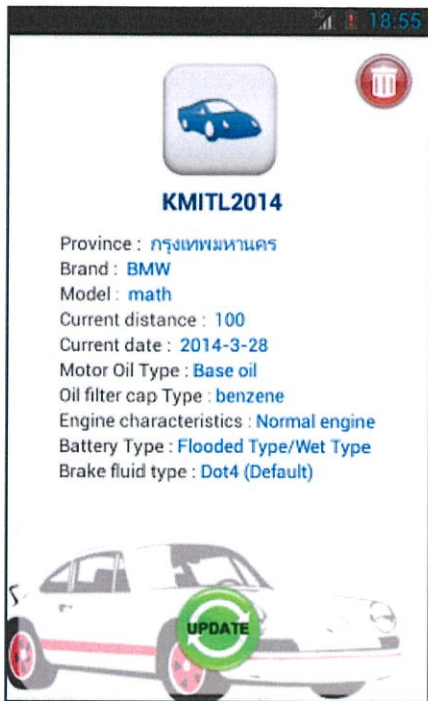 3G 18:55
KMITL2014
Province : กรุงเทพมหานคร
Brand : BMW
Model : math
Current distance : 100
Current date : 2014-3-28
Motor Oil Type : Base oil
Oil filter cap Type : benzene
Engine characteristics : Normal engine
Battery Type : Flooded Type/Wet Type
Brake fluid type : Dot4 (Default)
UPDATE